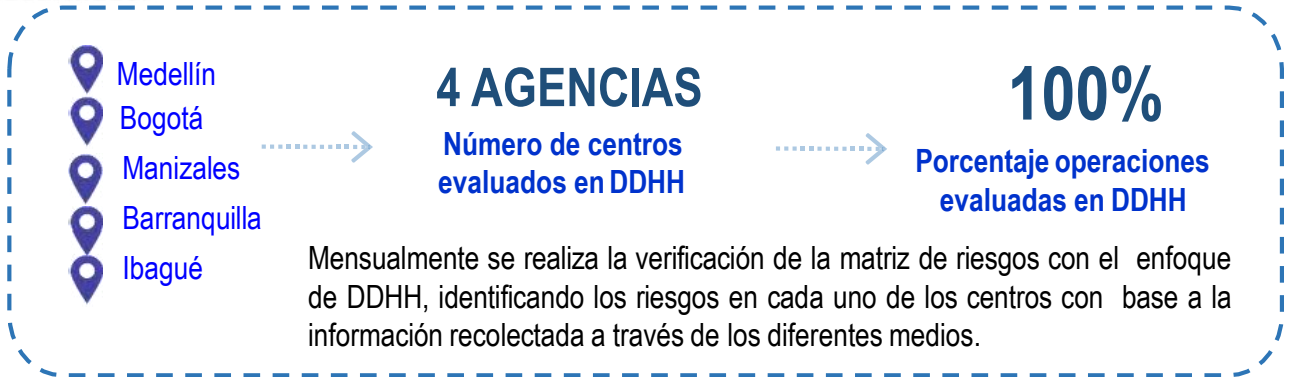 Medellín
Bogotá
Manizales
Barranquilla
Ibagué
4 AGENCIAS
Número de centros
evaluados en DDHH
100%
Porcentaje operaciones
evaluadas en DDHH
Mensualmente se realiza la verificación de la matriz de riesgos con el enfoque
de DDHH, identificando los riesgos en cada uno de los centros con base a la
información recolectada a través de los diferentes medios.